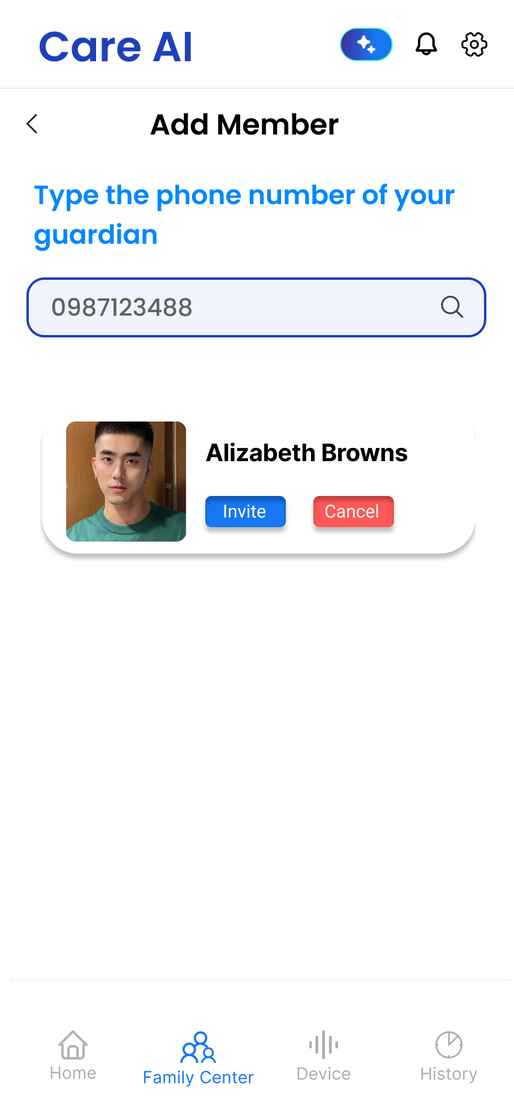 Care AI
Add Member
Type the phone number of your
guardian
0987123488
Alizabeth Browns
Invite
Cancel
Home
Family Center
Device
History